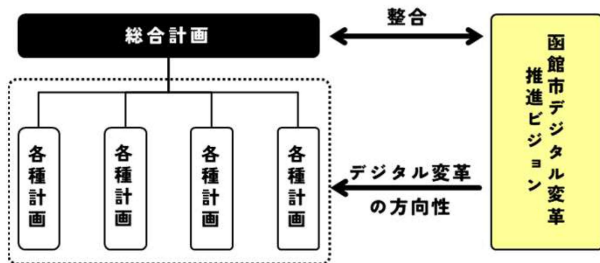 総合計画
整合
各種計画
各種計画
各種計画
各種計画
デジタル変革
の方向性
函館市デジタル変革
推進ビジョン